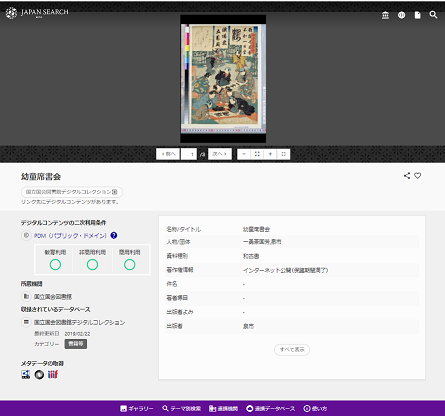 JAPAN SEARCH
前へ 1 /3 次へ
幼童席書会
国立国会図書館デジタルコレクション
リンク先にデジタルコンテンツがあります。
デジタルコンテンツの二次利用条件
PDM（パブリック・ドメイン）
教育利用 非商用利用 商用利用
所蔵機関
国立国会図書館
収録されているデータベース
国立国会図書館デジタルコレクション
最終更新日 2019/02/22
カテゴリー 書籍等
メタデータの取得
名称/タイトル 幼童席書会
人物/団体 一勇斎国芳,泉市
資料種別 和古書
著作権情報 インターネット公開(保護期間満了)
件名 -
著者標目 -
出版者よみ -
出版者 泉市
すべて表示
ギャラリー テーマ別検索 連携機関 連携データベース 使い方